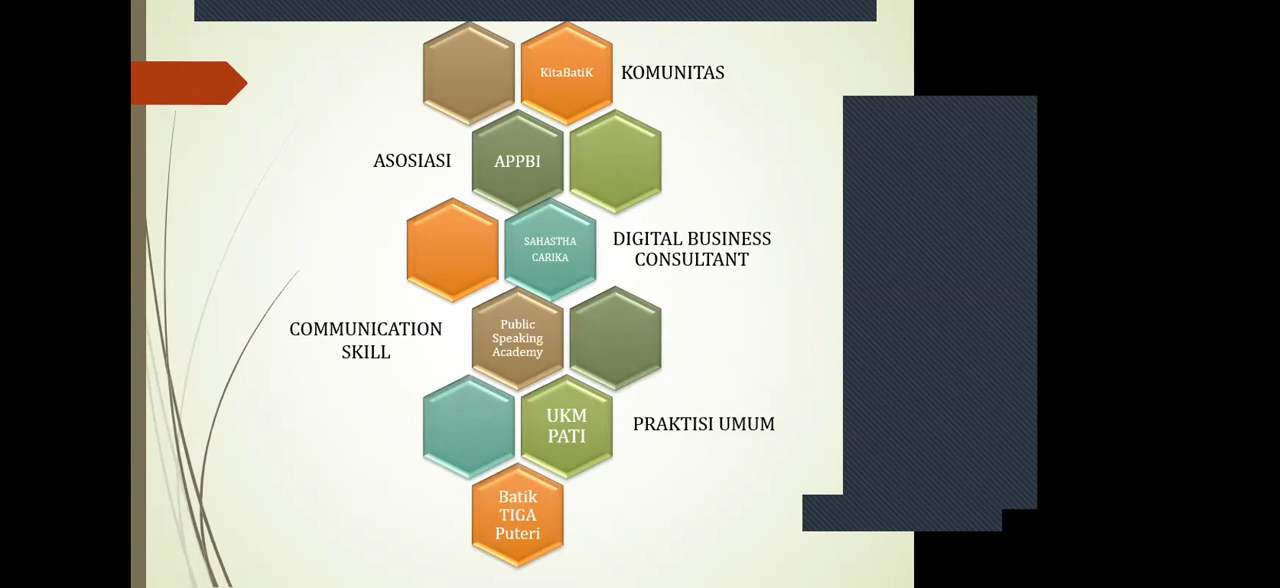 KitaBatiK
KOMUNITAS
ASOSIASI
APPBI
SAHASTHA
CARIKA
DIGITAL BUSINESS
CONSULTANT
COMMUNICATION
SKILL
Public
Speaking
Academy
UKM
PATI
PRAKTISI UMUM
Batik
TIGA
Puteri